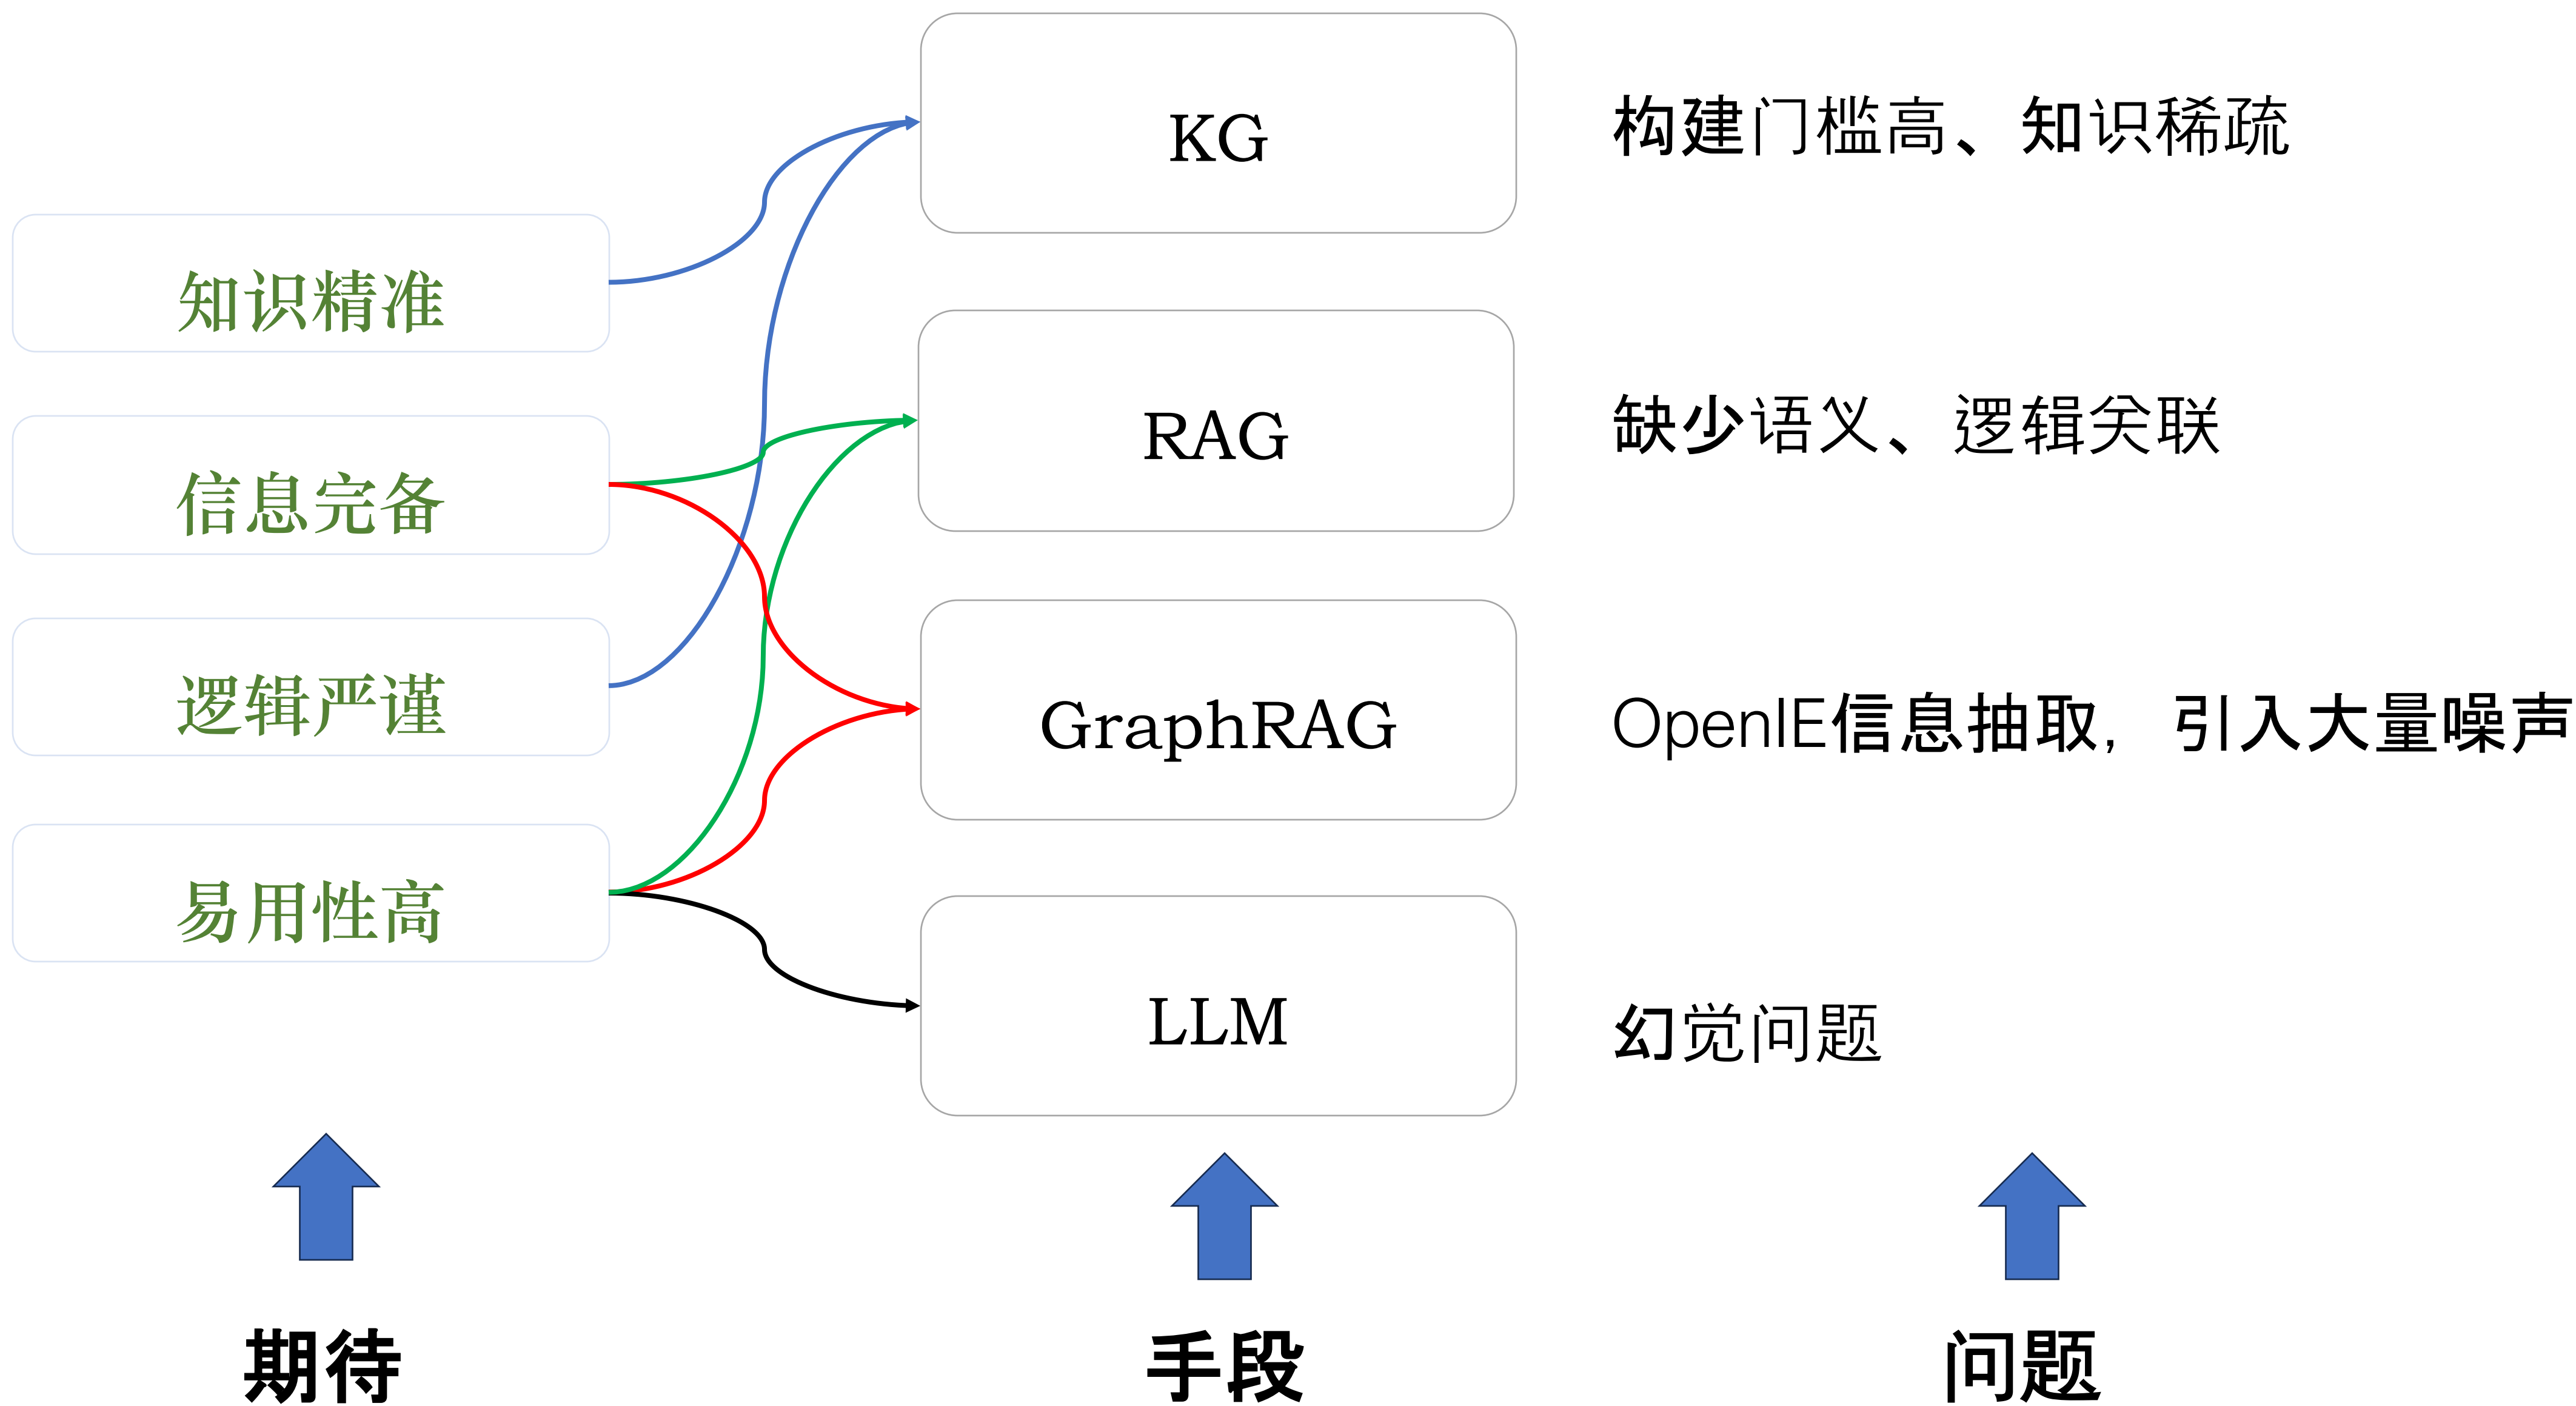 KG
构建门槛高、知识稀疏
知识精准
RAG
缺少语义、逻辑关联
信息完备
逻辑严谨
GraphRAG
OpenIE信息抽取， 引入大量噪声
易用性高
LLM
幻觉问题
期待
手段
问题